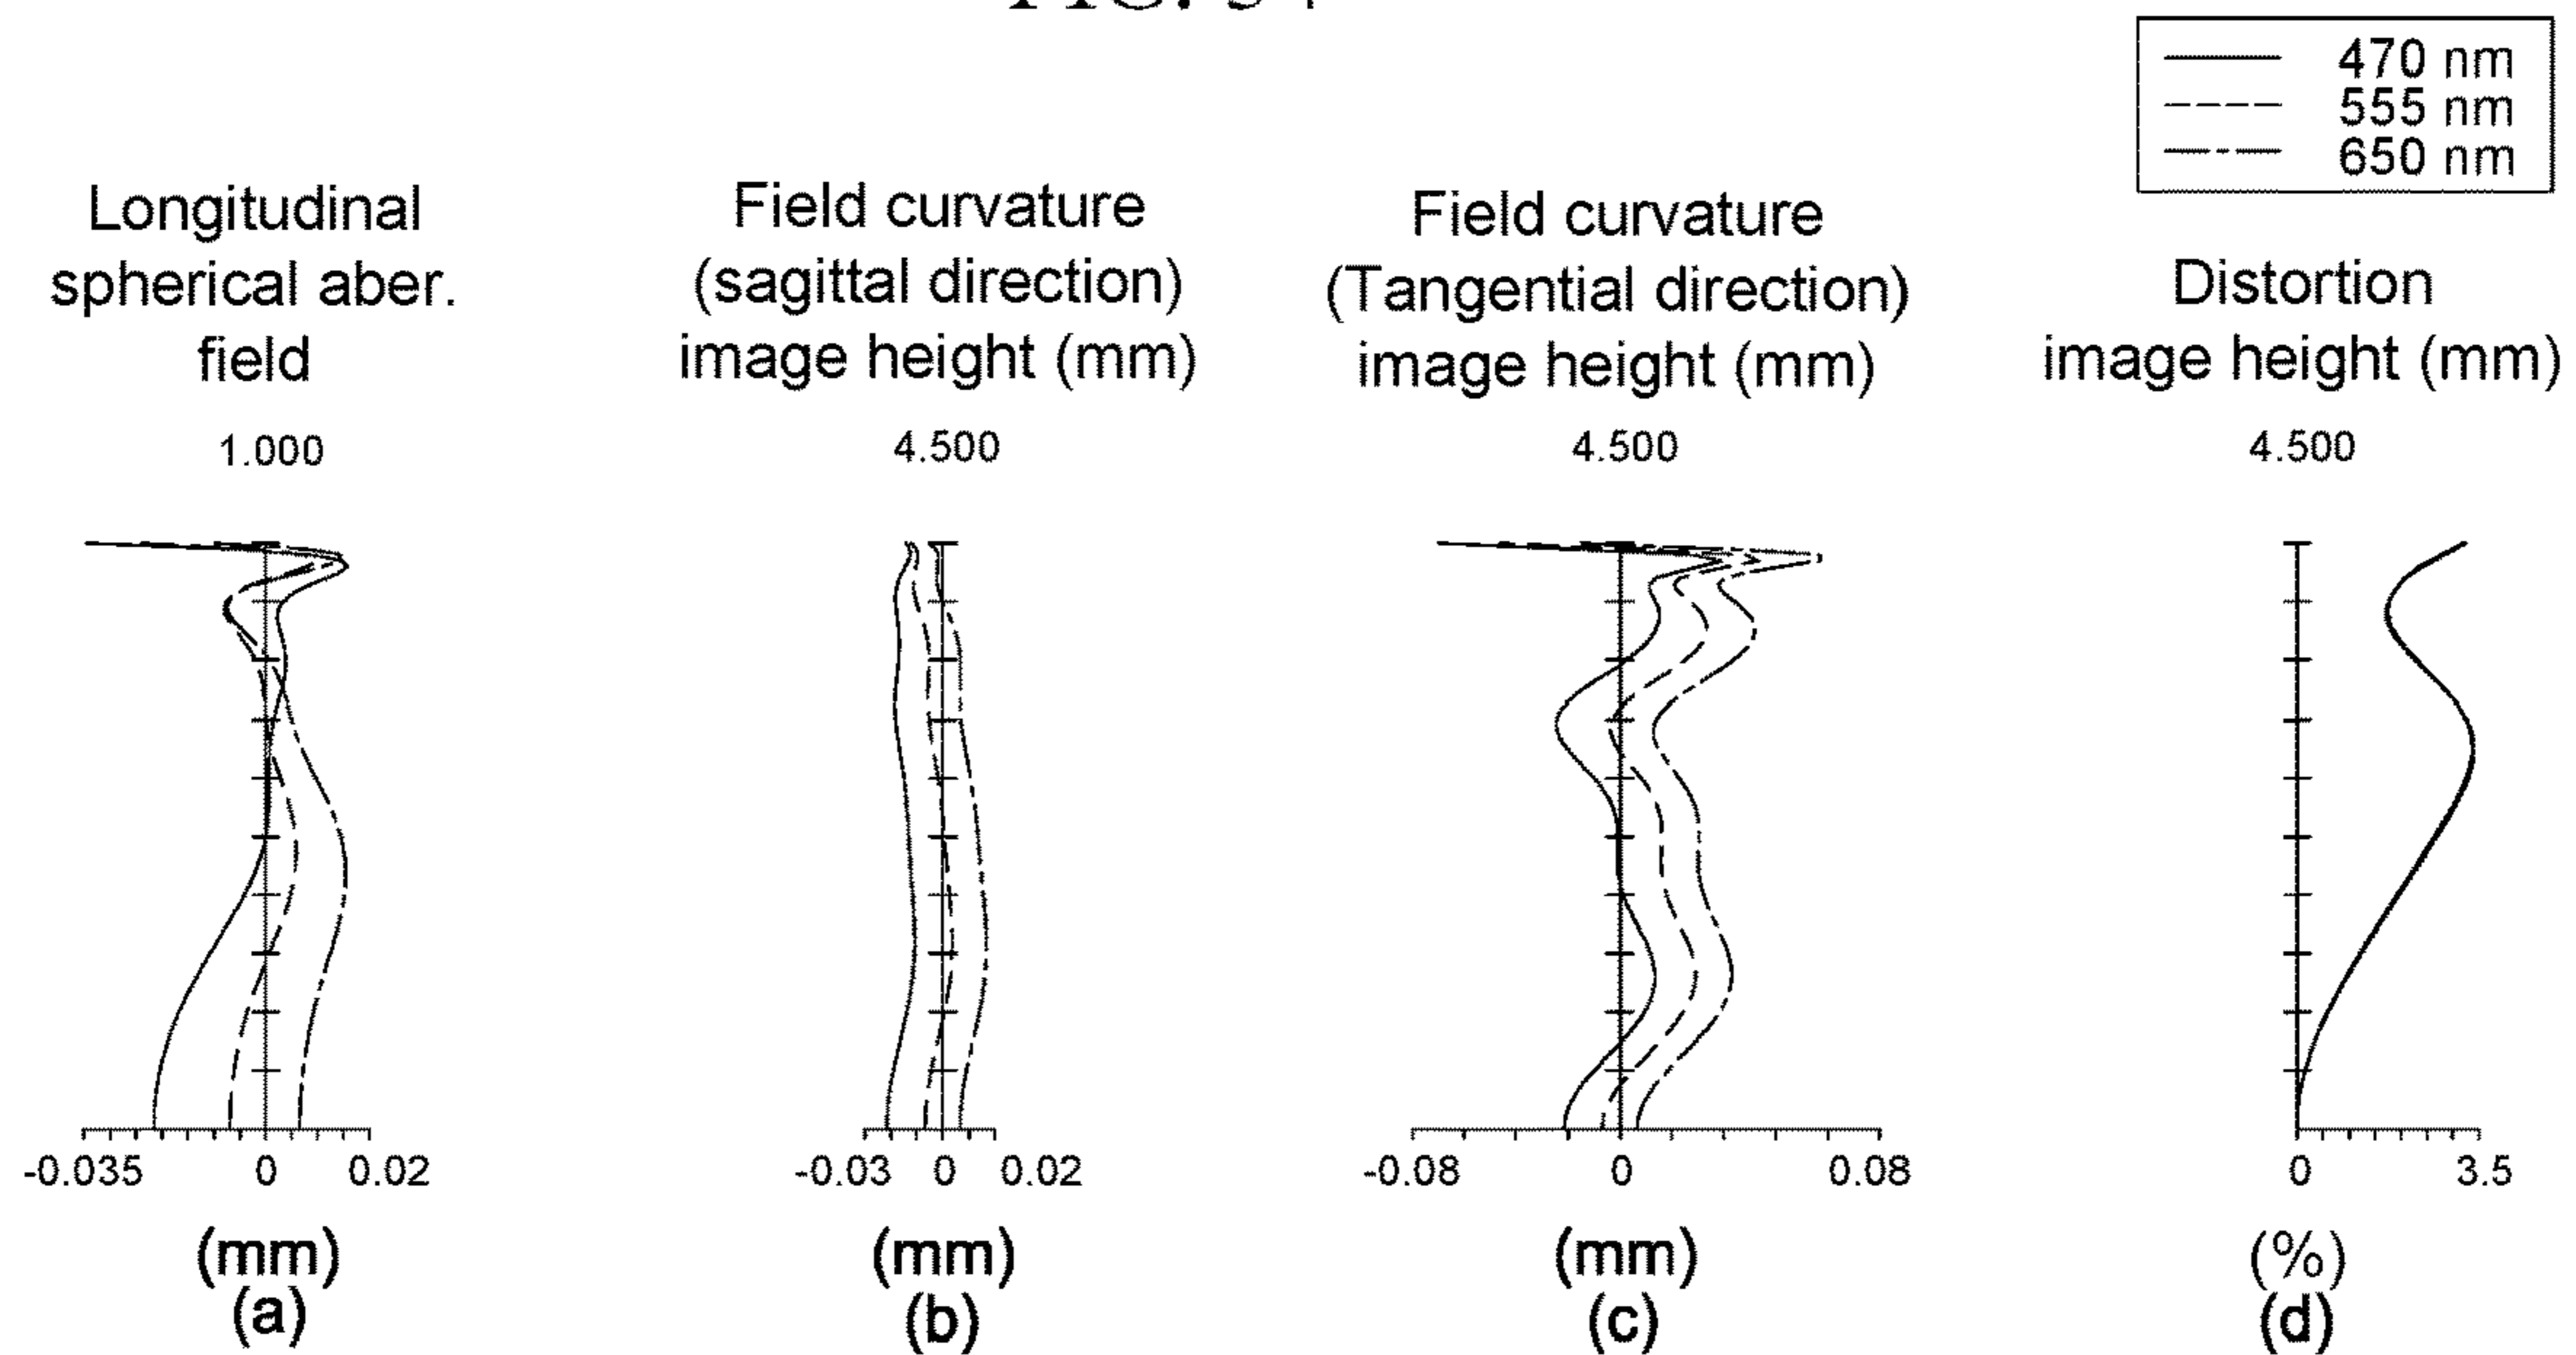 470 nm
555 nm
650 nm
Longitudinal
spherical aber.
field
1.000
-0.035 0 0.02
(mm)
(a)
Field curvature
(sagittal direction)
image height (mm)
4.500
-0.03 0 0.02
(mm)
(b)
Field curvature
(Tangential direction)
image height (mm)
4.500
-0.08 0 0.08
(mm)
(c)
Distortion
image height (mm)
4.500
0 3.5
(%)
(d)